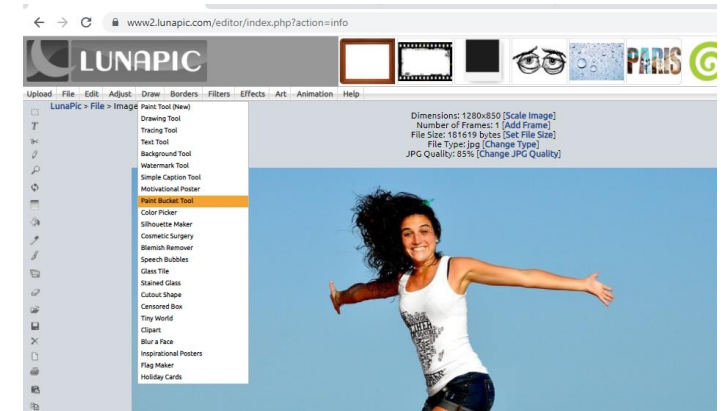 www2.lunapic.com/editor/index.php?action=info
LUNAPIC
PARIS
Upload File Edit Adjust Draw Borders Filters Effects Art Animation Help
LunaPic > File > Image
Paint Tool (New)
Drawing Tool
Tracing Tool
Text Tool
Background Tool
Watermark Tool
Simple Caption Tool
Motivational Poster
Paint Bucket Tool
Color Picker
Silhouette Maker
Cosmetic Surgery
Blemish Remover
Speech Bubbles
Glass Tile
Stained Glass
Cutout Shape
Censored Box
Tiny World
Clipart
Blur a Face
Inspirational Posters
Flag Maker
Holiday Cards
Dimensions: 1280x850 [Scale Image]
Number of Frames: 1 [Add Frame]
File Size: 181619 bytes [Set File Size]
File Type: jpg [Change Type]
JPG Quality: 85% [Change JPG Quality]